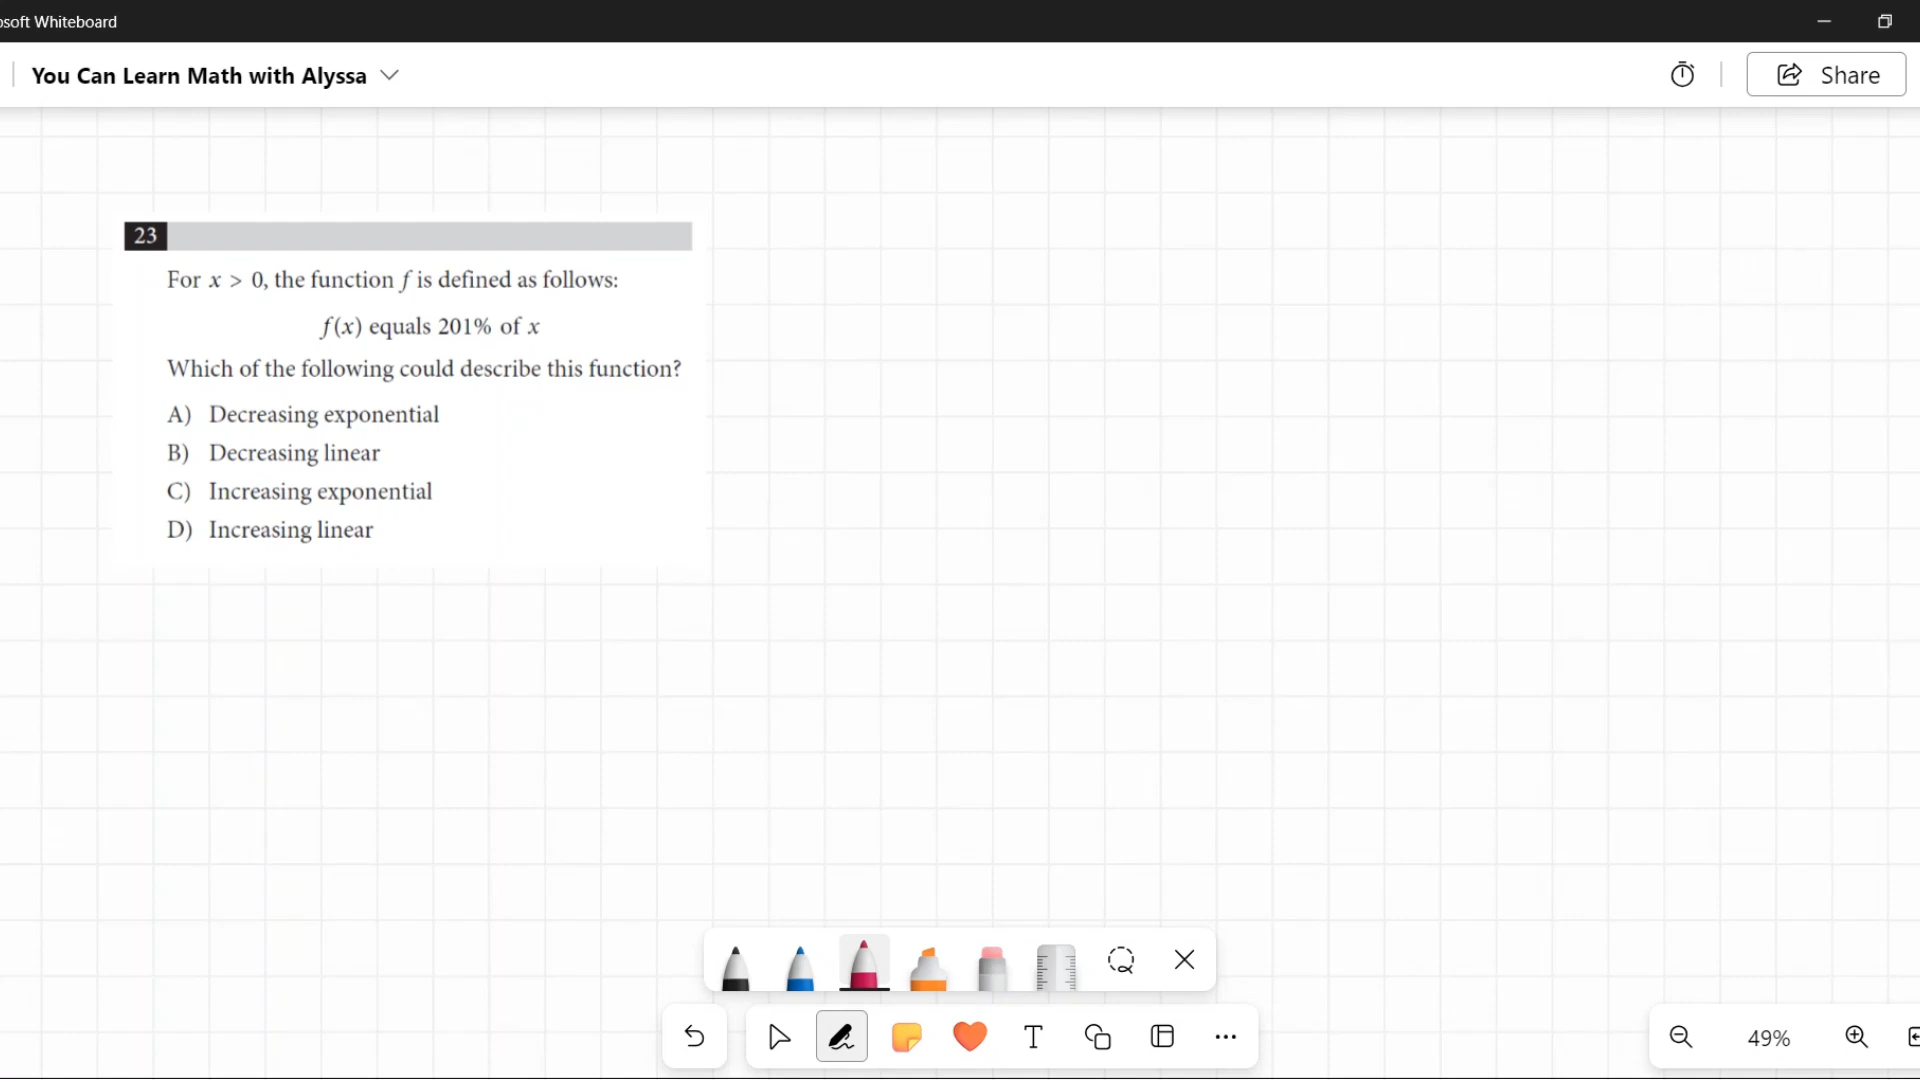 osoft Whiteboard
You Can Learn Math with Alyssa
Share
23
For x > 0, the function f is defined as follows:
f(x) equals 201% of x
Which of the following could describe this function?
A) Decreasing exponential
B) Decreasing linear
C) Increasing exponential
D) Increasing linear
49%